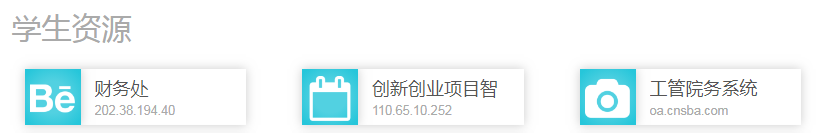 学生资源
Bē
财务处
202.38.194.40
创新创业项目智
110.65.10.252
工管院务系统
oa.cnsba.com